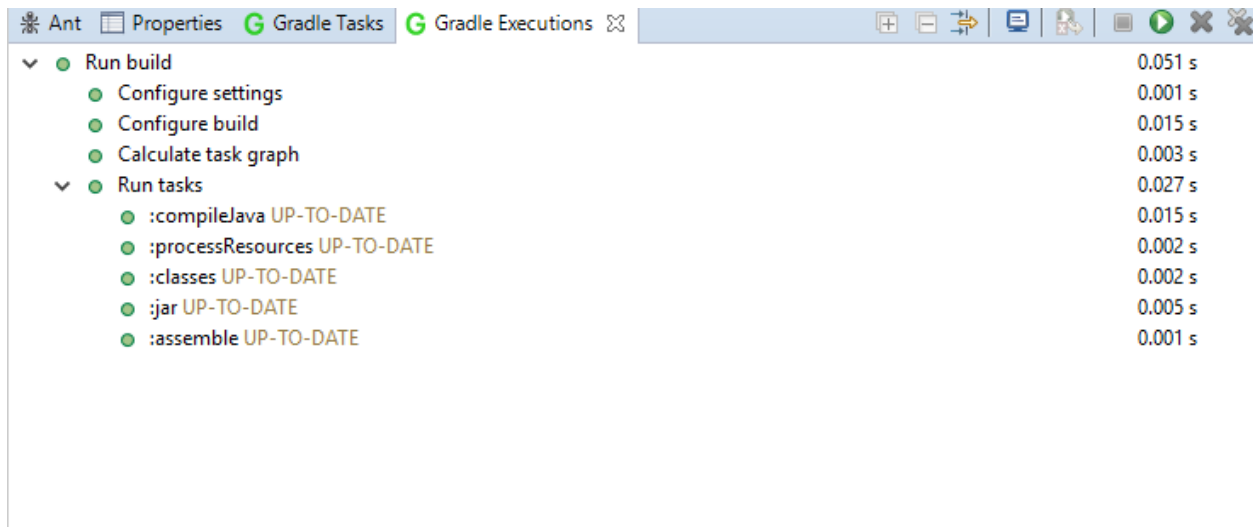 Ant Properties G Gradle Tasks G Gradle Executions
Run build 0.051 s
Configure settings 0.001 s
Configure build 0.015 s
Calculate task graph 0.003 s
Run tasks 0.027 s
:compileJava UP-TO-DATE 0.015 s
:processResources UP-TO-DATE 0.002 s
:classes UP-TO-DATE 0.002 s
:jar UP-TO-DATE 0.005 s
:assemble UP-TO-DATE 0.001 s